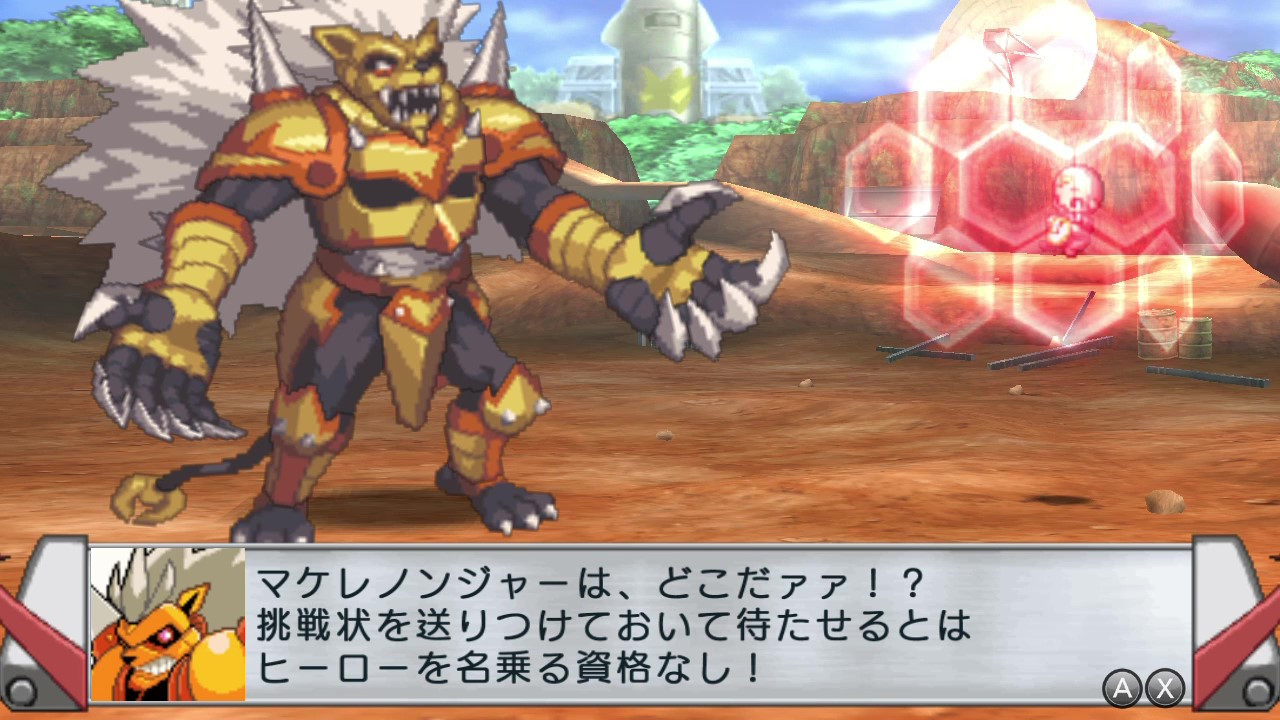 マケレノンジャーは、どこだァァ！？
挑戦状を送りつけておいて待たせるとは
ヒーローを名乗る資格なし！
A X